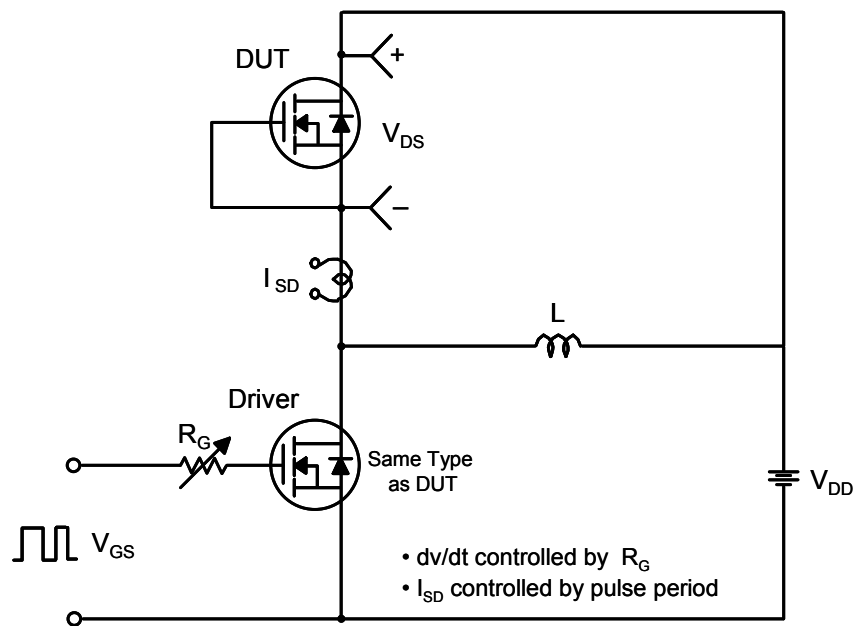 DUT
+
V_DS
−
I_SD
L
Driver
R_G
Same Type
as DUT
V_DD
V_GS
• dv/dt controlled by R_G
• I_SD controlled by pulse period